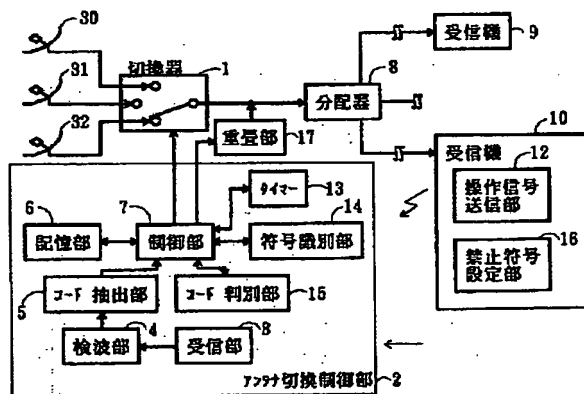 30
31
32
切換器
1
重畳部
17
分配器
8
受信機
9
10
受信機
12
操作信号
送信部
16
禁止符号
設定部
タイマー
13
14
6
7
記憶部
制御部
符号識別部
コード 抽出部
5
コード 判別部
15
4
検波部
受信部
3
アンテナ切換制御部
2